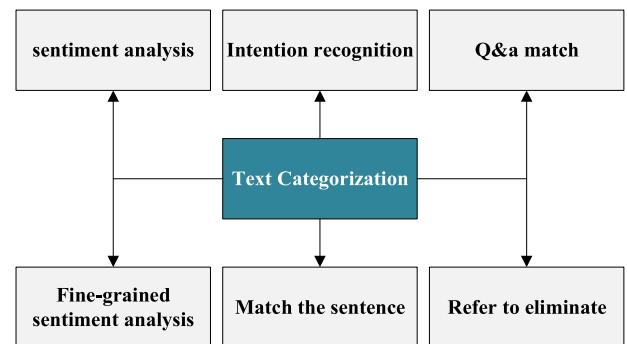 sentiment analysis
Intention recognition
Q&a match
Text Categorization
Fine-grained
sentiment analysis
Match the sentence
Refer to eliminate